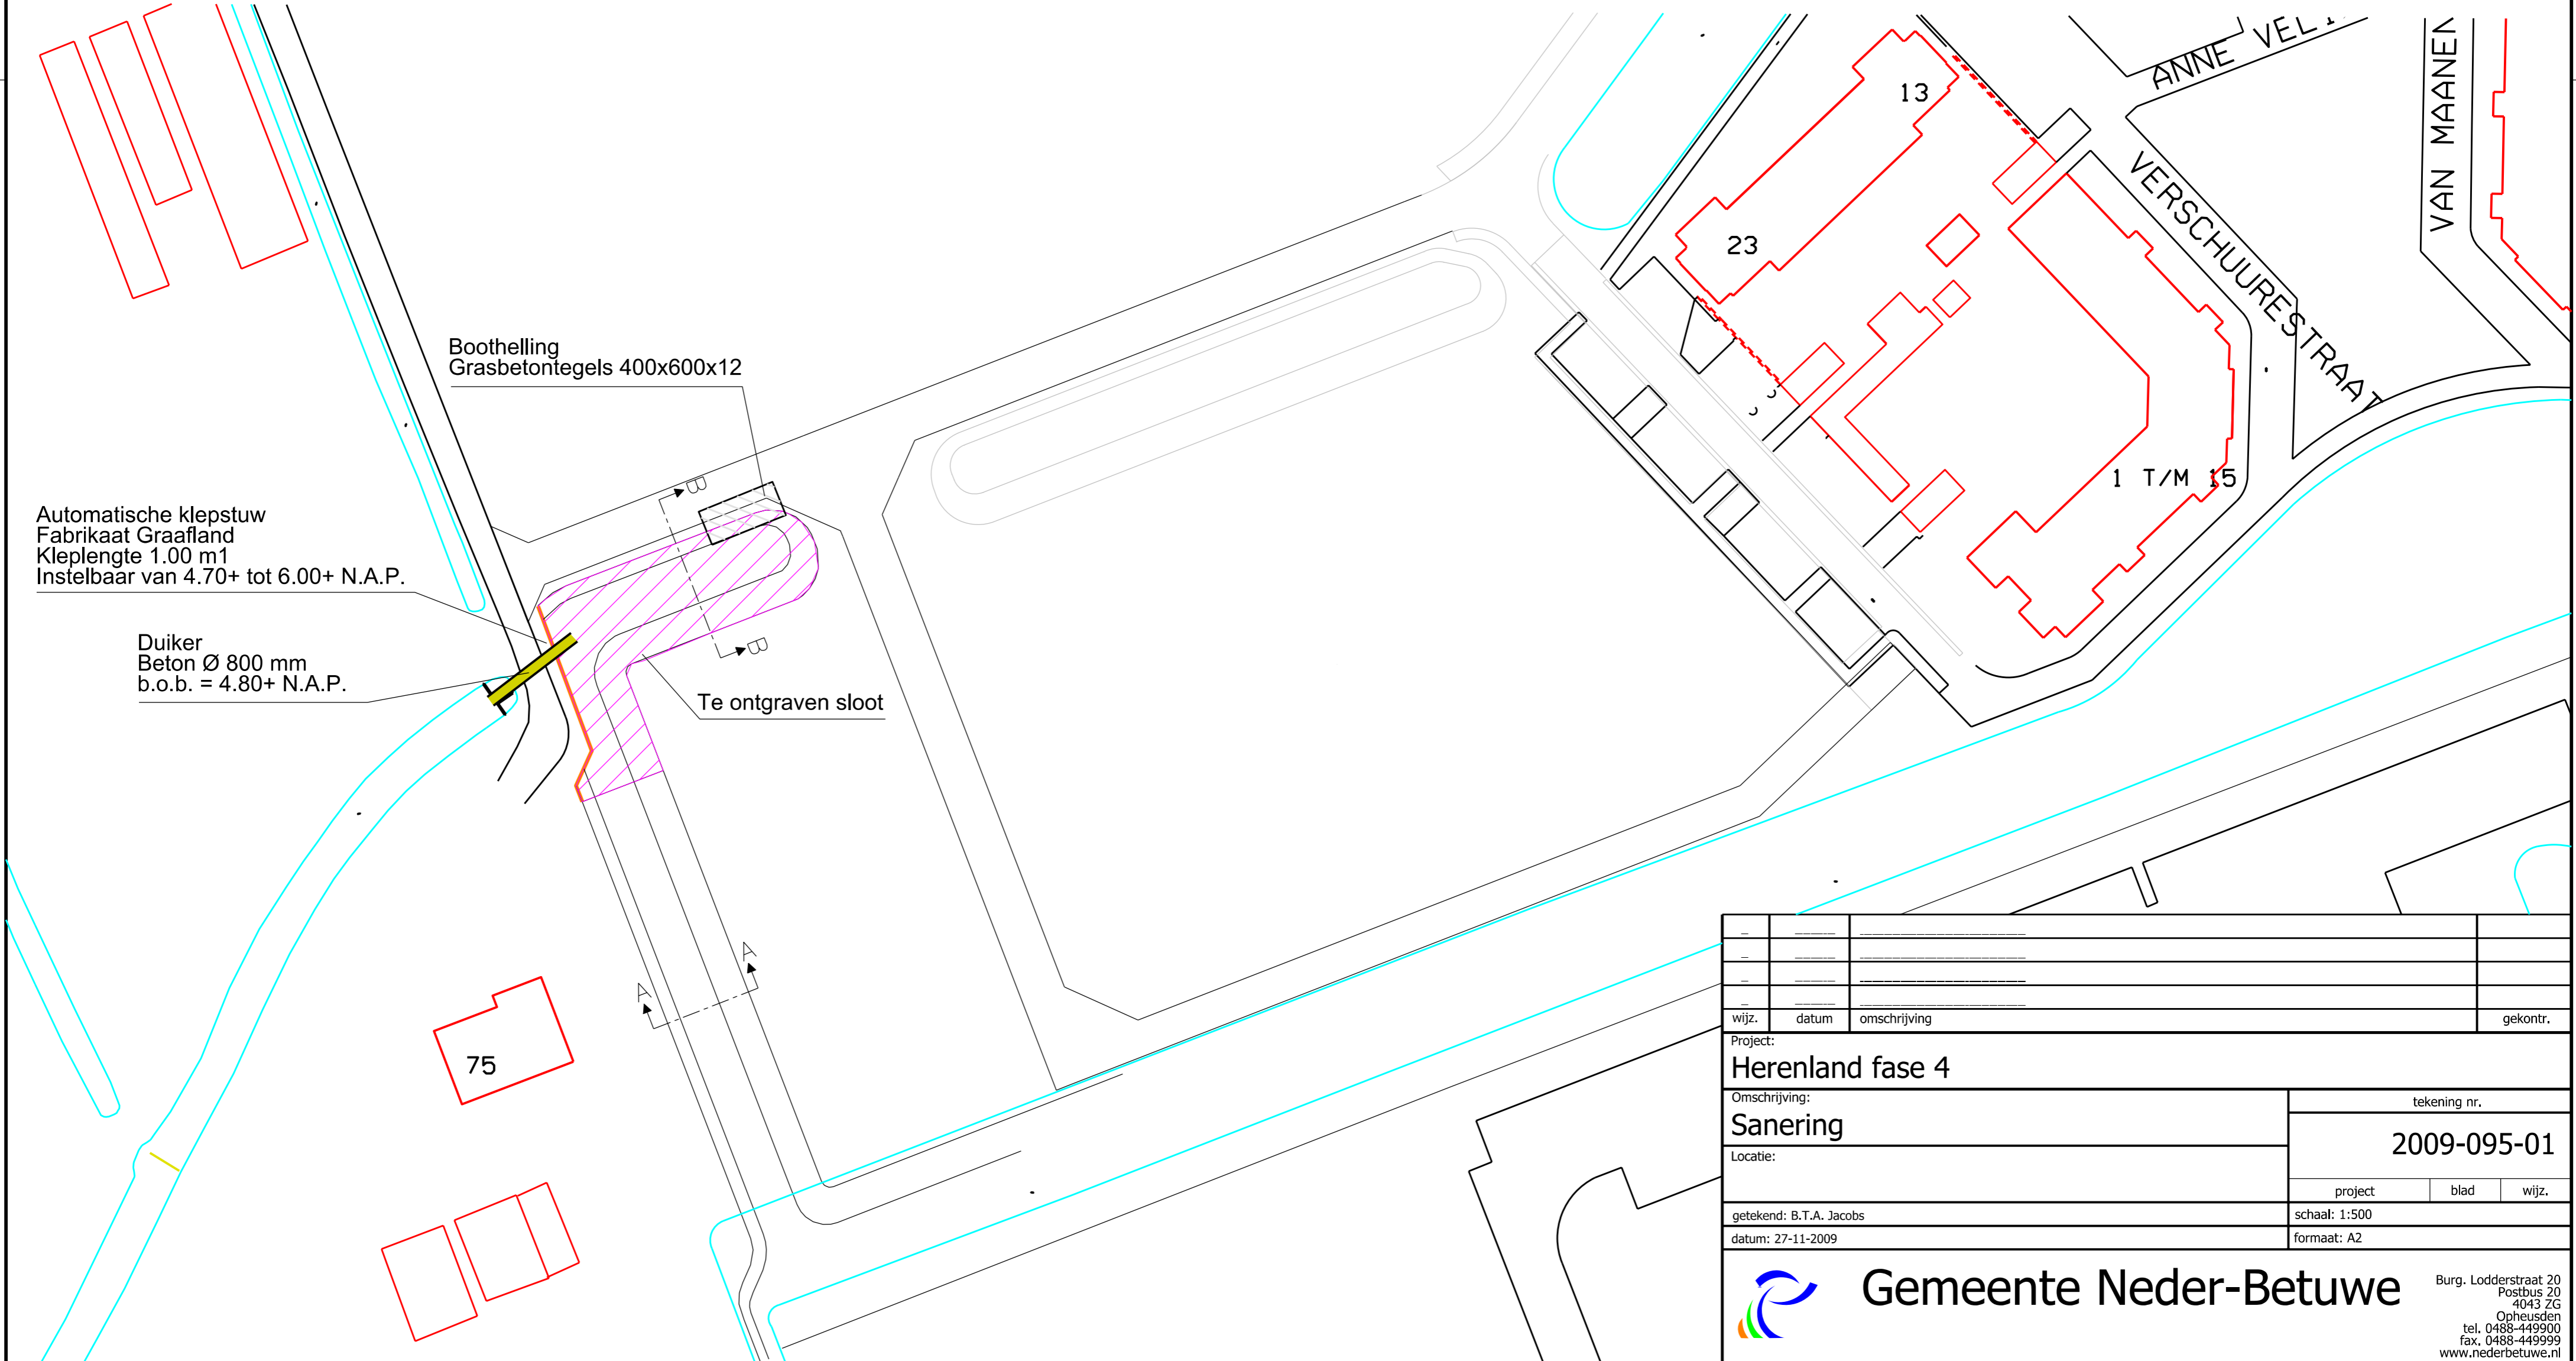 ANNE VEL
VAN MAANEN
VERSCHUURESTRAAT
13
23
1 T/M 15
Boothelling
Grasbetontegels 400x600x12
B
B
Automatische klepstuw
Fabrikaat Graafland
Kleplengte 1.00 m1
Instelbaar van 4.70+ tot 6.00+ N.A.P.
Duiker
Beton Ø 800 mm
b.o.b. = 4.80+ N.A.P.
Te ontgraven sloot
A
A
75
wijz. datum omschrijving gekontr.
Project:
Herenland fase 4
Omschrijving:
Sanering
tekening nr.
2009-095-01
Locatie:
project blad wijz.
getekend: B.T.A. Jacobs
schaal: 1:500
datum: 27-11-2009
formaat: A2
Gemeente Neder-Betuwe
Burg. Lodderstraat 20
Postbus 20
4043 ZG
Opheusden
tel. 0488-449900
fax. 0488-449999
www.nederbetuwe.nl